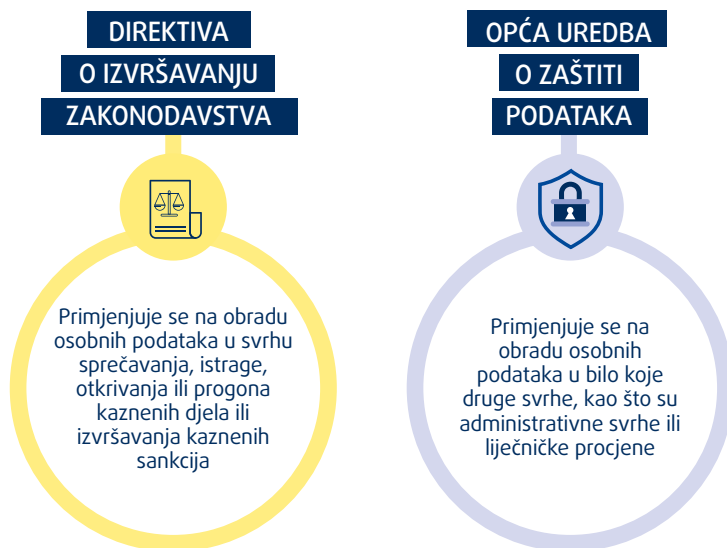 DIREKTIVA
O IZVRŠAVANJU
ZAKONODAVSTVA
Primjenjuje se na obradu
osobnih podataka u svrhu
sprečavanja, istrage,
otkrivanja ili progona
kaznenih djela ili
izvršavanja kaznenih
sankcija
OPĆA UREDBA
O ZAŠTITI
PODATAKA
Primjenjuje se na
obradu osobnih
podataka u bilo koje
druge svrhe, kao što su
administrativne svrhe ili
liječničke procjene